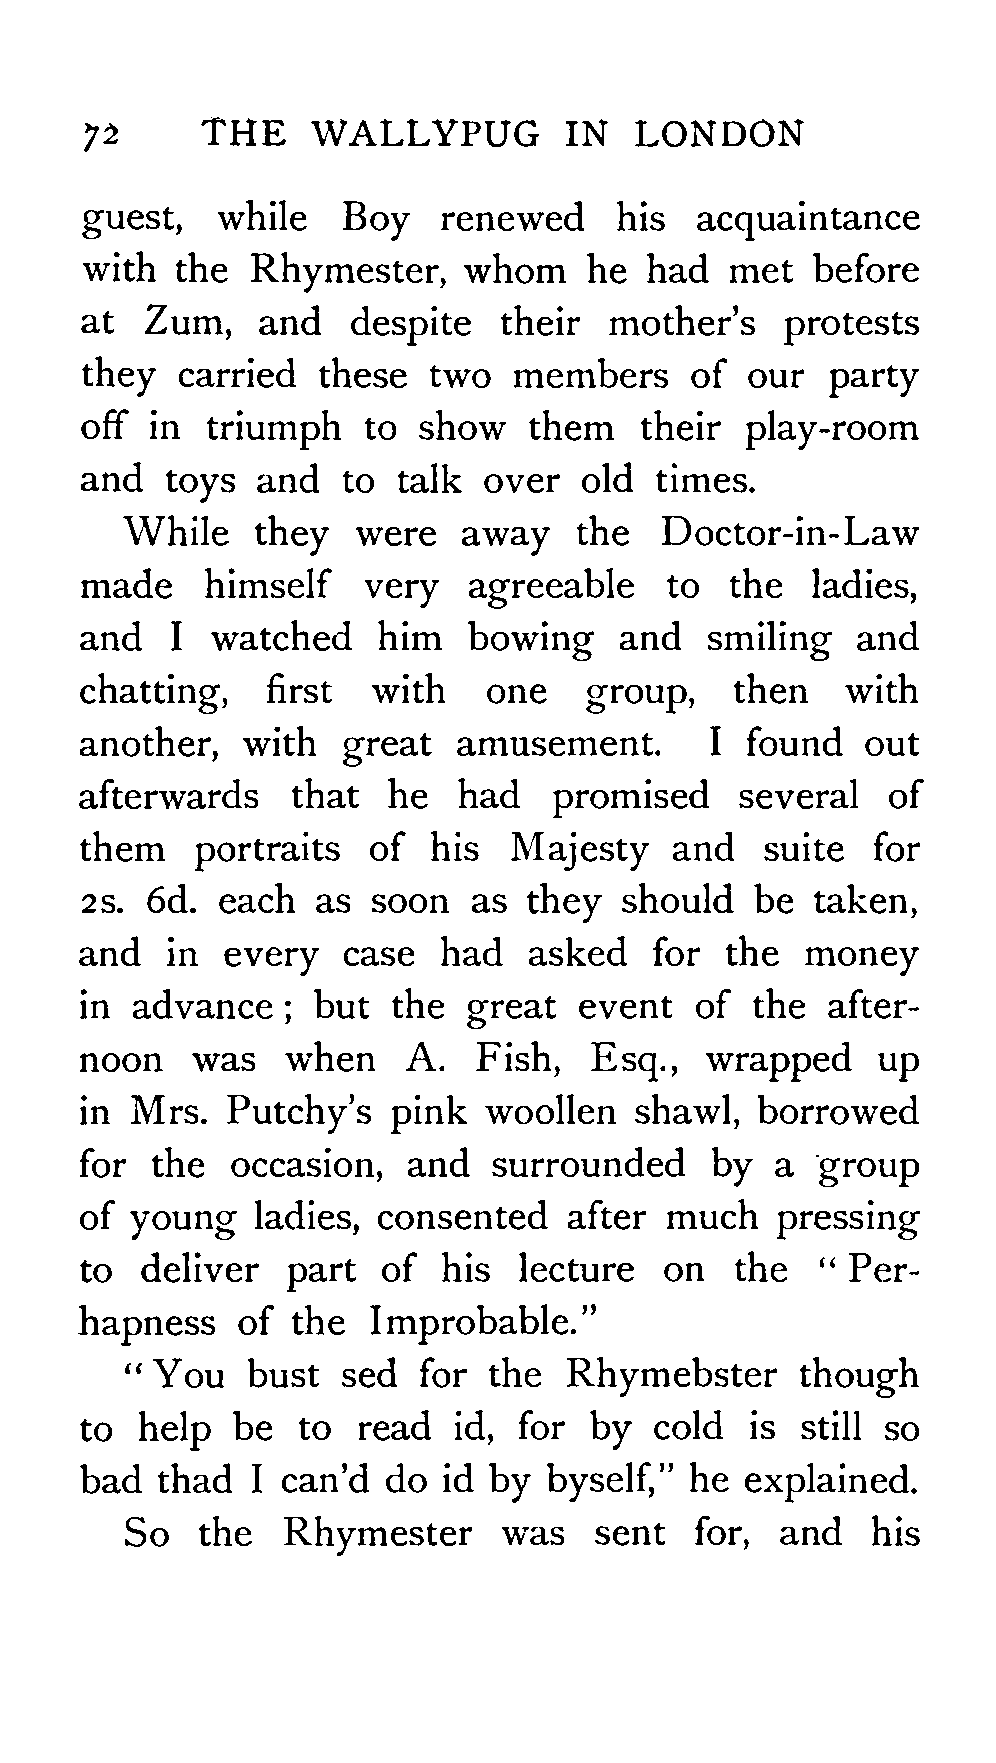 72 THE WALLYPUG IN LONDON
guest, while Boy renewed his acquaintance
with the Rhymester, whom he had met before
at Zum, and despite their mother's protests
they carried these two members of our party
off in triumph to show them their play-room
and toys and to talk over old times.
While they were away the Doctor-in-Law
made himself very agreeable to the ladies,
and I watched him bowing and smiling and
chatting, first with one group, then with
another, with great amusement. I found out
afterwards that he had promised several of
them portraits of his Majesty and suite for
2s. 6d. each as soon as they should be taken,
and in every case had asked for the money
in advance ; but the great event of the after-
noon was when A. Fish, Esq., wrapped up
in Mrs. Putchy's pink woollen shawl, borrowed
for the occasion, and surrounded by a group
of young ladies, consented after much pressing
to deliver part of his lecture on the " Per-
hapness of the Improbable."
" You bust sed for the Rhymebster though
to help be to read id, for by cold is still so
bad thad I can'd do id by byself," he explained.
So the Rhymester was sent for, and his